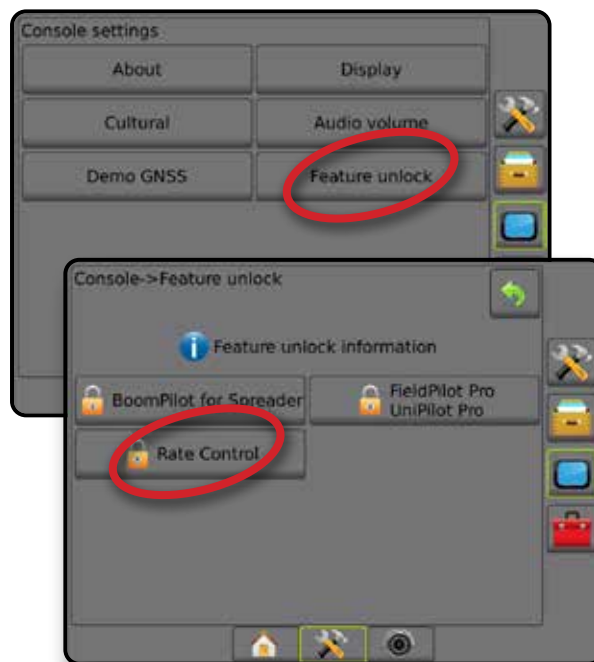 Console settings
About
Display
Cultural
Audio volume
Demo GNSS
Feature unlock
Console->Feature unlock
Feature unlock information
BoomPilot for Spreader
FieldPilot Pro
UniPilot Pro
Rate Control